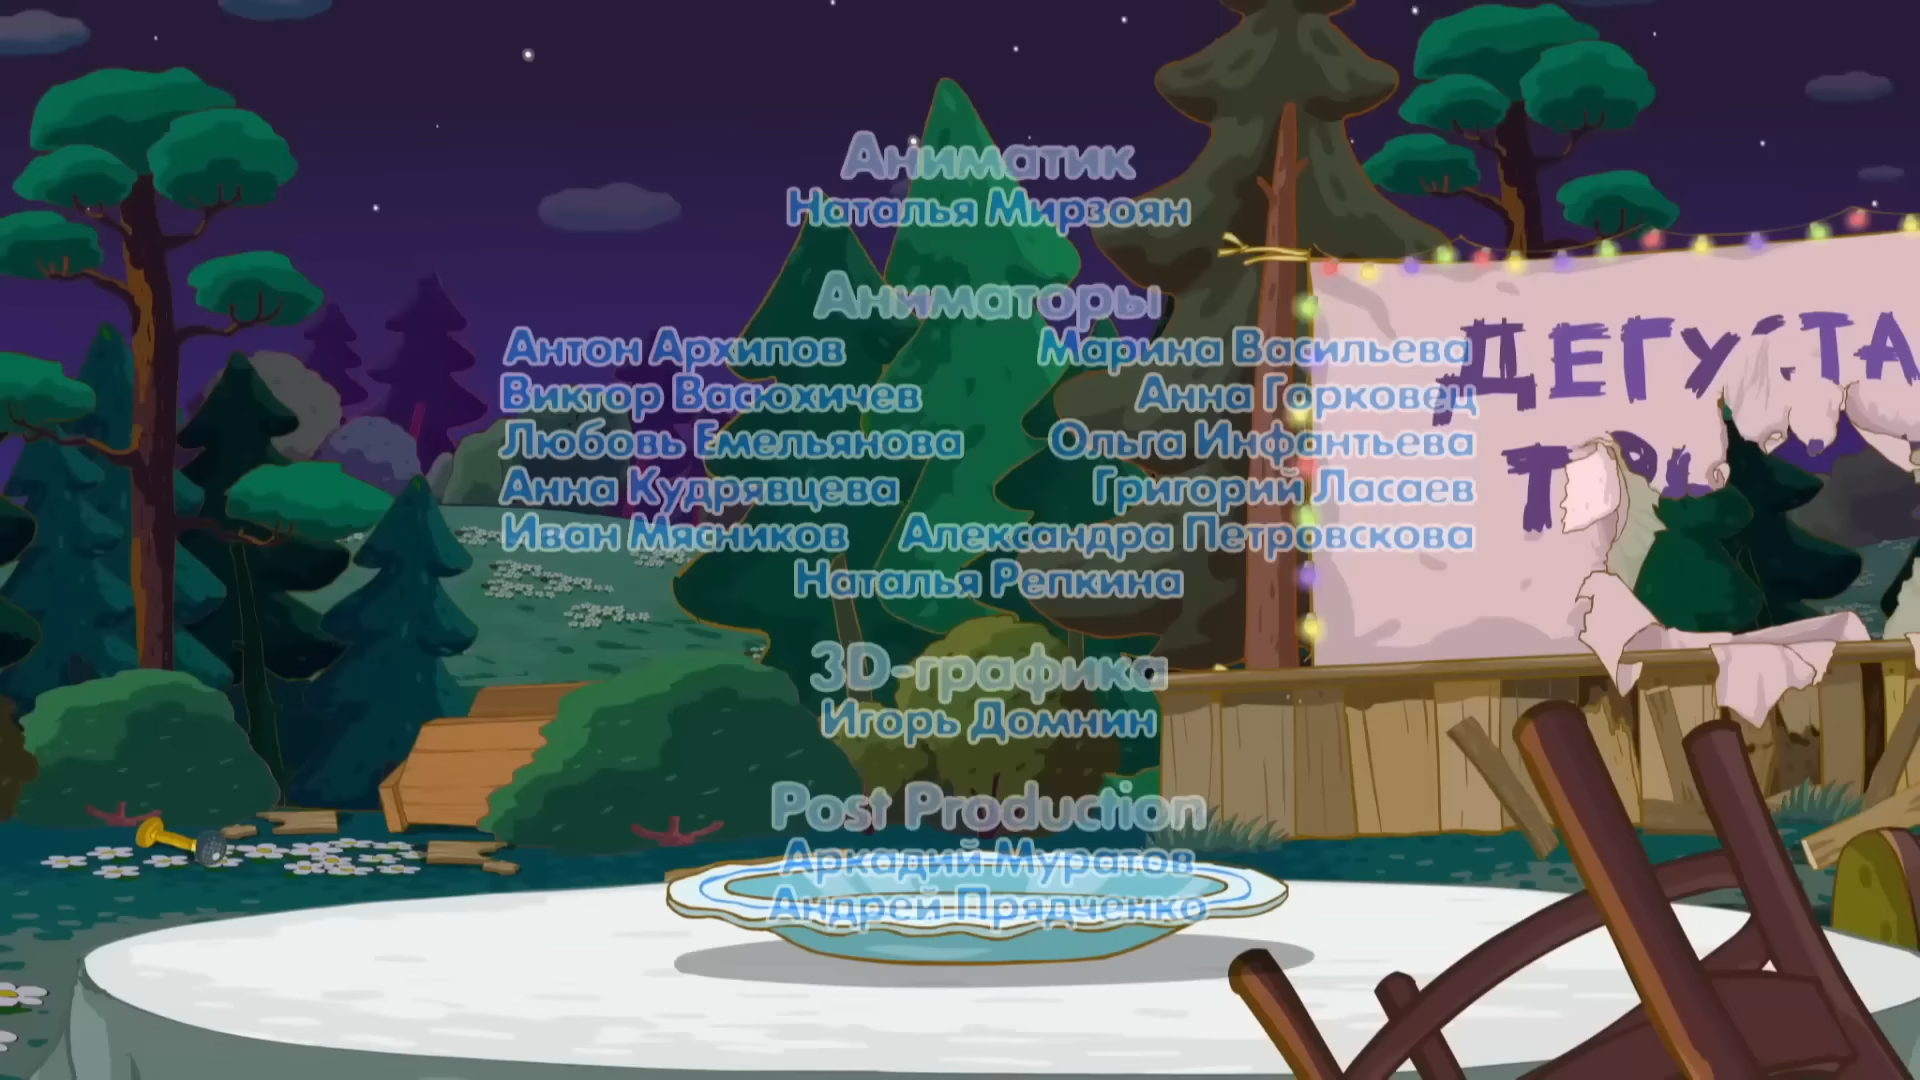 Аниматик
Наталья Мирзоян
Аниматоры
Антон Архипов Марина Васильева
Виктор Васюхичев Анна Горковец
Любовь Емельянова Ольга Инфантьева
Анна Кудрявцева Григорий Ласаев
Иван Мясников Александра Петровскова
Наталья Репкина
3D-графика
Игорь Домнин
Post Production
Аркадий Муратов
Андрей Прядченко